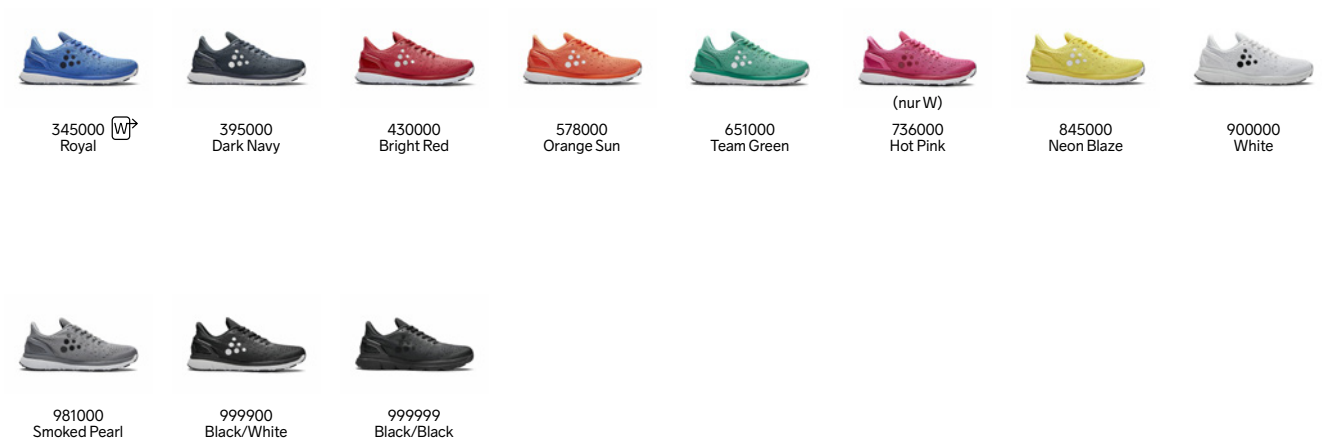 (nur W)
345000 W
395000
430000
578000
651000
736000
845000
900000
Royal
Dark Navy
Bright Red
Orange Sun
Team Green
Hot Pink
Neon Blaze
White
981000
999900
999999
Smoked Pearl
Black/White
Black/Black